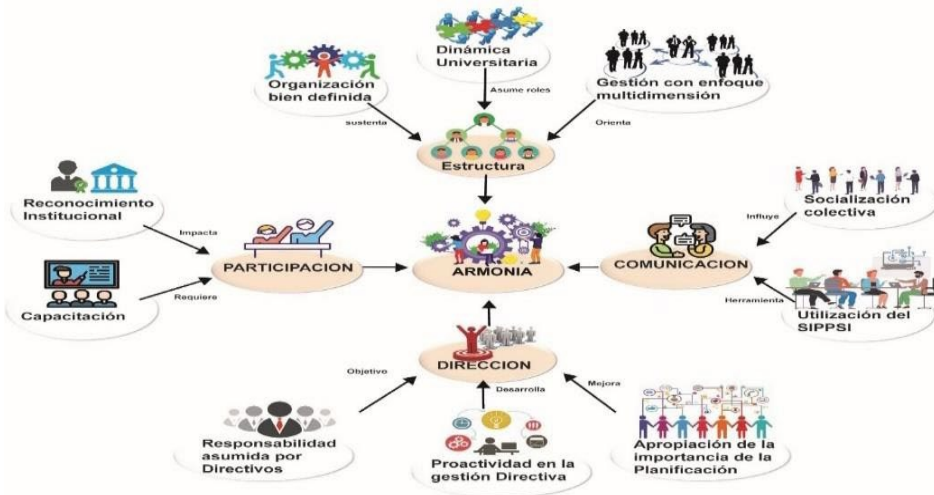 Dinámica
Universitaria
Organización
bien definida
Gestión con enfoque
multidimensión
sustenta
Asume roles
Orienta
Estructura
Reconocimiento
Institucional
Impacta
Capacitación
Requiere
PARTICIPACION
ARMONIA
COMUNICACION
Socialización
colectiva
Influye
Utilización del
SIPPSI
Herramienta
DIRECCION
Objetivo
Desarrolla
Mejora
Responsabilidad
asumida por
Directivos
Proactividad en la
gestión Directiva
Apropiación de la
importancia de la
Planificación